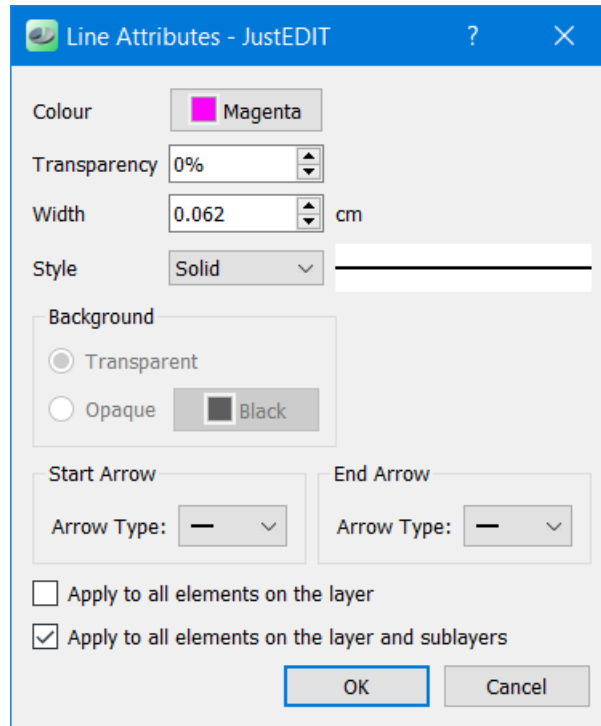 Line Attributes - JustEDIT ?
Colour Magenta
Transparency 0%
Width 0.062 cm
Style Solid
Background
Transparent
Opaque Black
Start Arrow End Arrow
Arrow Type: Arrow Type:
Apply to all elements on the layer
Apply to all elements on the layer and sublayers
OK Cancel